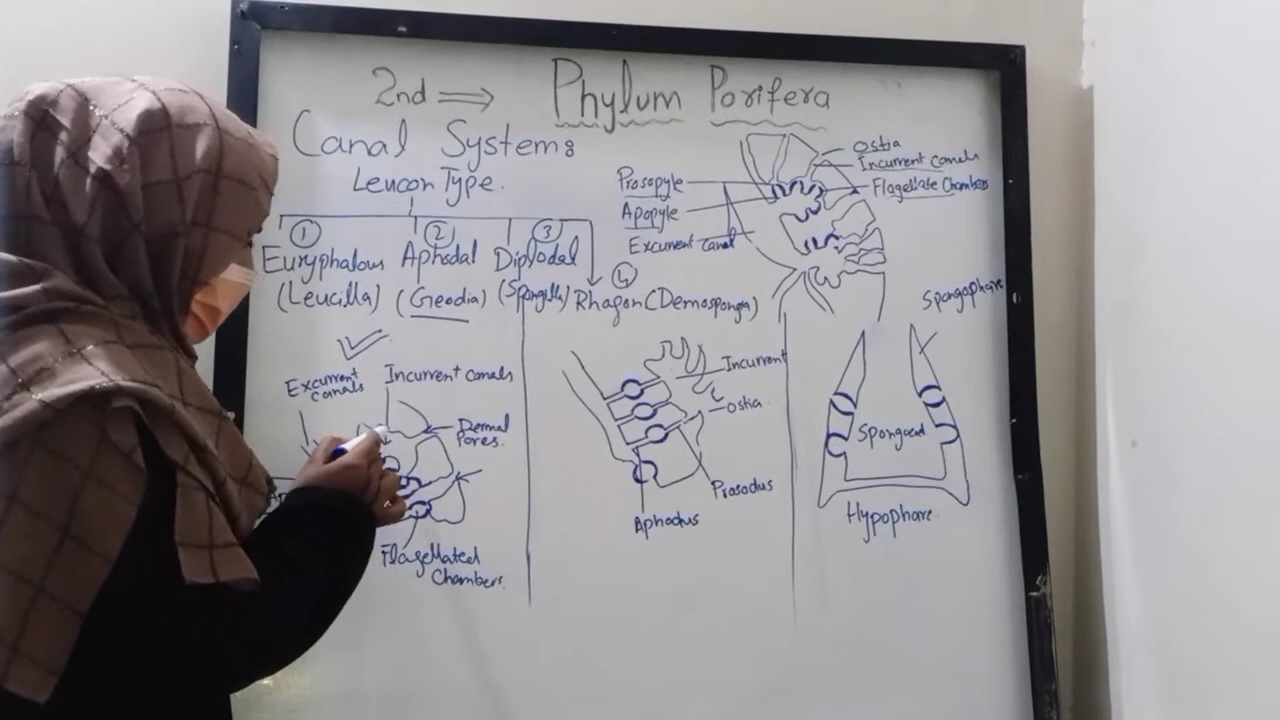 2nd ⇒ Phylum Porifera
Canal System:
Leucon Type.
① ② ③
Euryphalous Aphodal Diplodal
(Leucilla) (Geodia) (Spongilla)
④
Rhagon (Demospongia)
Ostia
Incurrent canals
Flagellate Chambers
Prosopyle
Apopyle
Excurrent canal
Excurrent
canals
Incurrent canals
Dermal
Pores.
Flagellated
Chambers.
Incurrent
Ostia
Prosodus
Aphodus
Spongophare
Spongocoel
Hypophare.